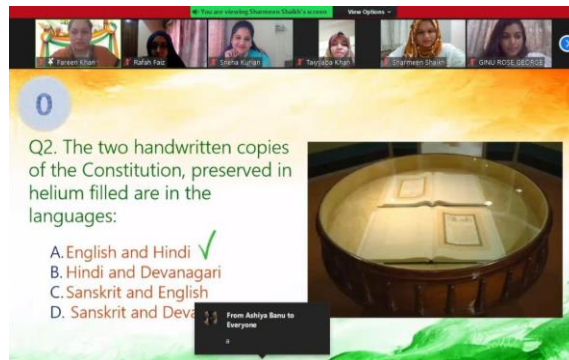 You are viewing Sharmeen Shaikh's screen View Options
Fareen Khan Rafah Faiz Sneha Kurian Tayyaba Khan Sharmeen Shaikh GINU ROSE GEORGE
0
Q2. The two handwritten copies
of the Constitution, preserved in
helium filled are in the
languages:
A. English and Hindi ✓
B. Hindi and Devanagari
C. Sanskrit and English
D. Sanskrit and Deva
From Ashiya Banu to
Everyone
a